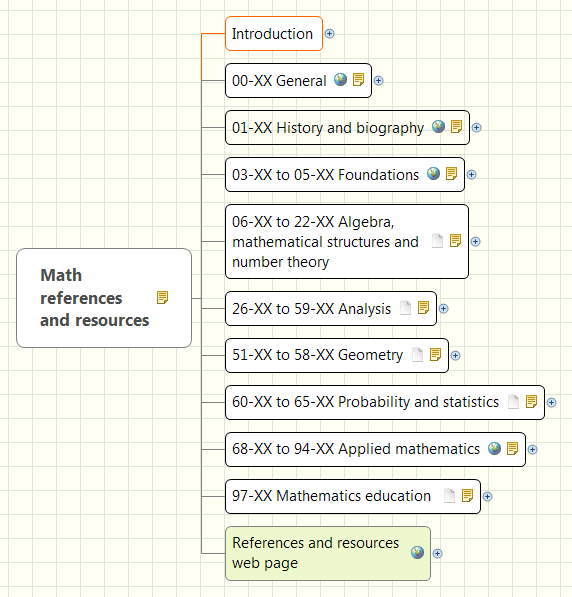 Introduction
00-XX General
01-XX History and biography
03-XX to 05-XX Foundations
06-XX to 22-XX Algebra,
mathematical structures and
number theory
Math
references
and resources
26-XX to 59-XX Analysis
51-XX to 58-XX Geometry
60-XX to 65-XX Probability and statistics
68-XX to 94-XX Applied mathematics
97-XX Mathematics education
References and resources
web page